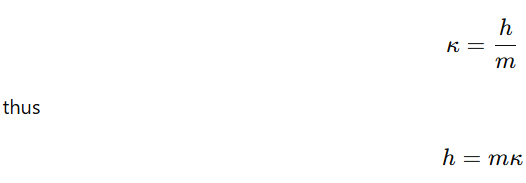 κ = h/m
thus
h = mκ